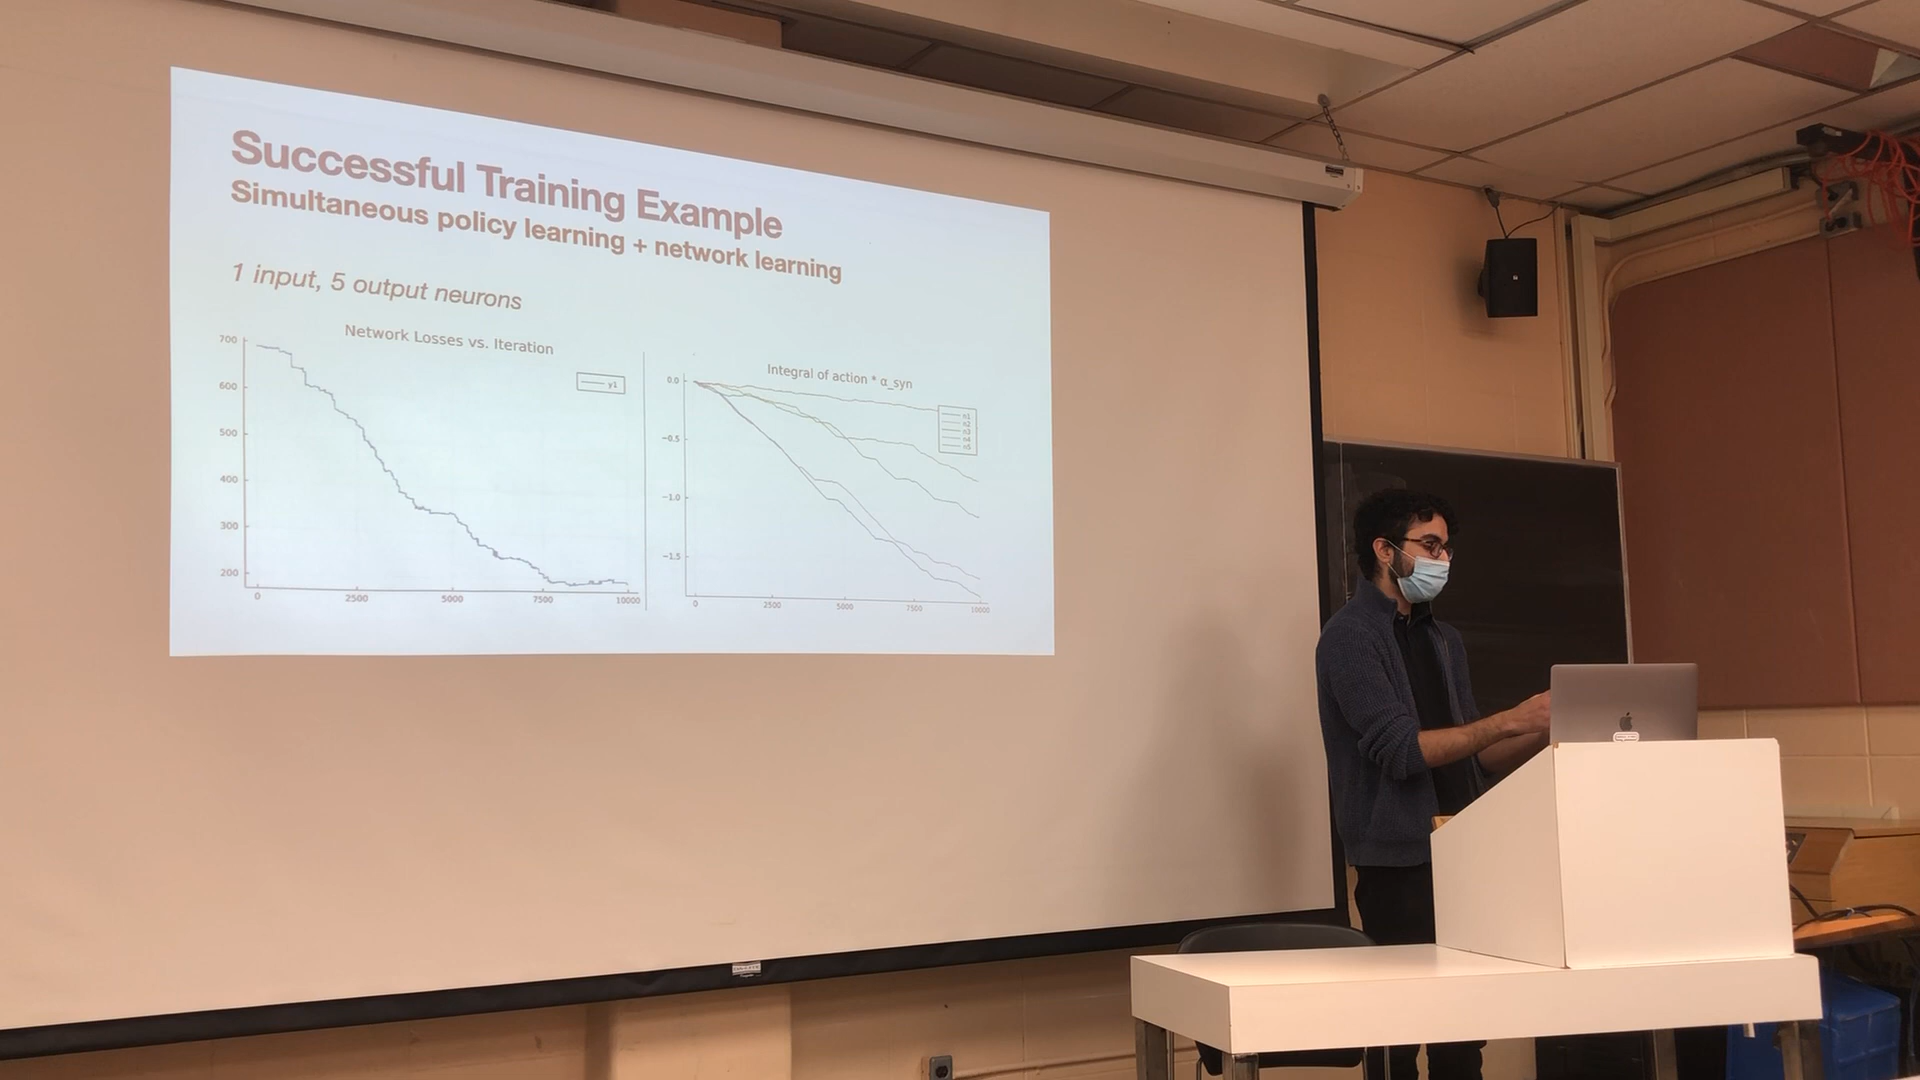 Successful Training Example
Simultaneous policy learning + network learning
1 input, 5 output neurons
Network Losses vs. Iteration
700
600
500
400
300
200
0
2500
5000
7500
10000
y1
Integral of action * α_syn
0.0
−0.5
−1.0
−1.5
0
2500
5000
7500
10000
n1
n2
n3
n4
n5